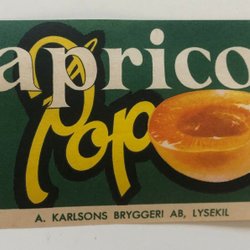 aprico
Pop
A. KARLSONS BRYGGERI AB, LYSEKIL